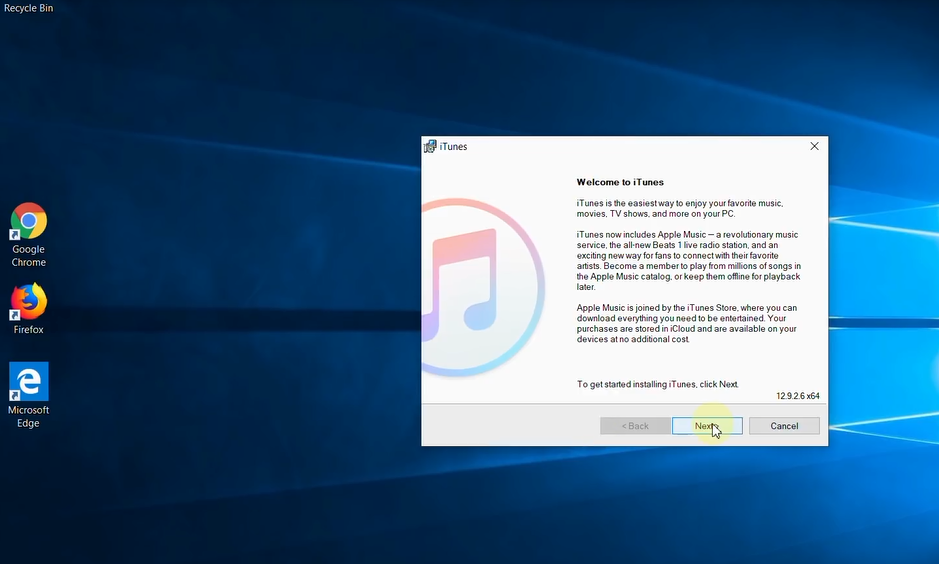 Recycle Bin
Google
Chrome
Firefox
Microsoft
Edge
iTunes
Welcome to iTunes
iTunes is the easiest way to enjoy your favorite music,
movies, TV shows, and more on your PC.
iTunes now includes Apple Music — a revolutionary music
service, the all-new Beats 1 live radio station, and an
exciting new way for fans to connect with their favorite
artists. Become a member to play from millions of songs in
the Apple Music catalog, or keep them offline for playback
later.
Apple Music is joined by the iTunes Store, where you can
download everything you need to be entertained. Your
purchases are stored in iCloud and are available on your
devices at no additional cost.
To get started installing iTunes, click Next.
12.9.2.6 x64
< Back
Next
Cancel